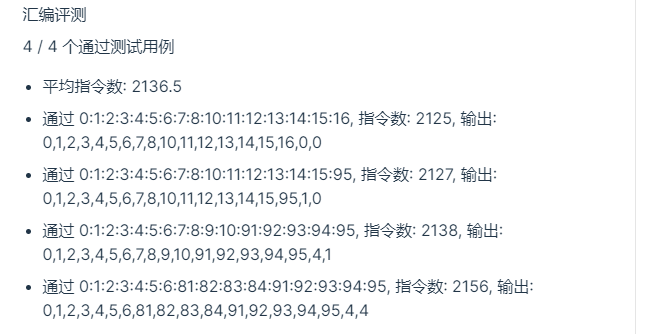 汇编评测
4 / 4 个通过测试用例
• 平均指令数: 2136.5
• 通过 0:1:2:3:4:5:6:7:8:10:11:12:13:14:15:16, 指令数: 2125, 输出:
0,1,2,3,4,5,6,7,8,10,11,12,13,14,15,16,0,0
• 通过 0:1:2:3:4:5:6:7:8:10:11:12:13:14:15:95, 指令数: 2127, 输出:
0,1,2,3,4,5,6,7,8,10,11,12,13,14,15,95,1,0
• 通过 0:1:2:3:4:5:6:7:8:9:10:91:92:93:94:95, 指令数: 2138, 输出:
0,1,2,3,4,5,6,7,8,9,10,91,92,93,94,95,4,1
• 通过 0:1:2:3:4:5:6:81:82:83:84:91:92:93:94:95, 指令数: 2156, 输出:
0,1,2,3,4,5,6,81,82,83,84,91,92,93,94,95,4,4